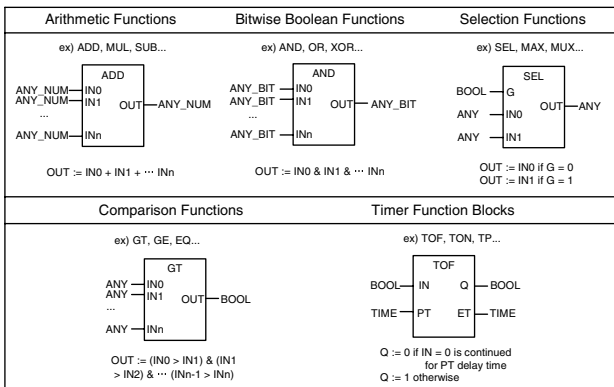 Arithmetic Functions
ex) ADD, MUL, SUB...
ADD
ANY_NUM IN0
ANY_NUM IN1
OUT ANY_NUM
...
ANY_NUM INn
OUT := IN0 + IN1 + ··· INn
Bitwise Boolean Functions
ex) AND, OR, XOR...
AND
ANY_BIT IN0
ANY_BIT IN1
OUT ANY_BIT
...
ANY_BIT INn
OUT := IN0 & IN1 & ··· INn
Selection Functions
ex) SEL, MAX, MUX...
SEL
BOOL G
OUT ANY
ANY IN0
ANY IN1
OUT := IN0 if G = 0
OUT := IN1 if G = 1
Comparison Functions
ex) GT, GE, EQ...
GT
ANY IN0
ANY IN1
OUT BOOL
...
ANY INn
OUT := (IN0 > IN1) & (IN1
> IN2) & ··· (INn-1 > INn)
Timer Function Blocks
ex) TOF, TON, TP...
TOF
BOOL IN Q BOOL
TIME PT ET TIME
Q := 0 if IN = 0 is continued
for PT delay time
Q := 1 otherwise